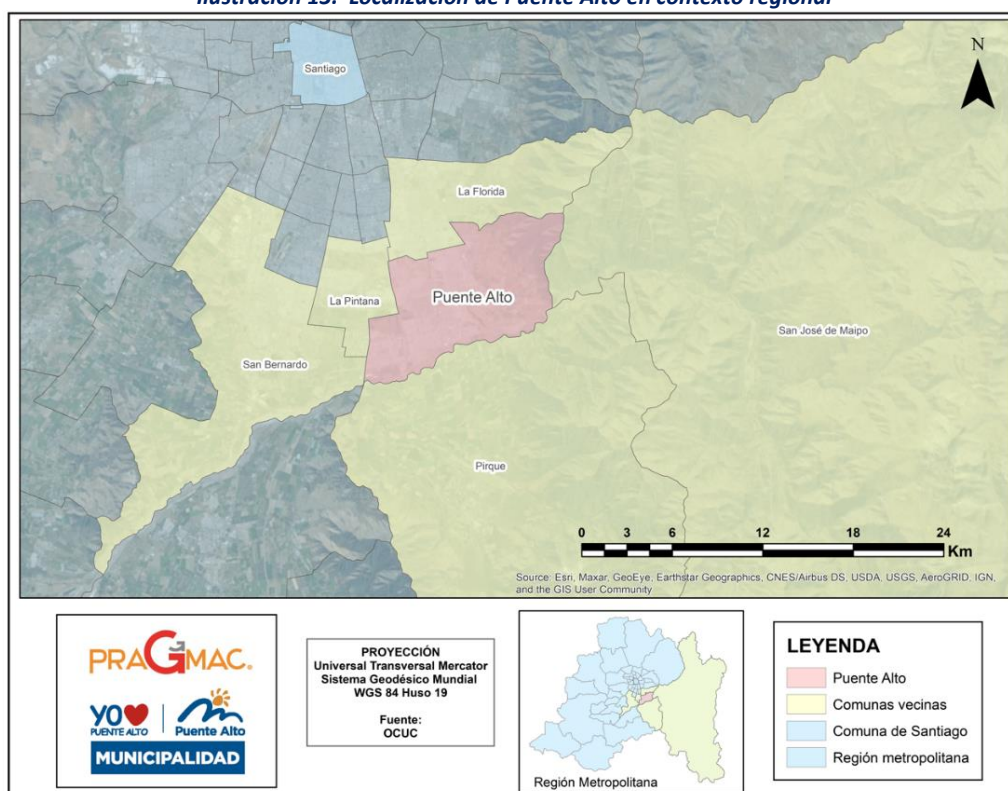 Ilustración 13. Localización de Puente Alto en contexto regional
N
Santiago
La Florida
La Pintana
Puente Alto
San José de Maipo
San Bernardo
Pirque
0 3 6 12 18 24
Km
Source: Esri, Maxar, GeoEye, Earthstar Geographics, CNES/Airbus DS, USDA, USGS, AeroGRID, IGN,
and the GIS User Community
PRAGMAC.
YO
PUENTE ALTO
Puente Alto
MUNICIPALIDAD
PROYECCIÓN
Universal Transversal Mercator
Sistema Geodésico Mundial
WGS 84 Huso 19
Fuente:
OCUC
Región Metropolitana
LEYENDA
Puente Alto
Comunas vecinas
Comuna de Santiago
Región metropolitana